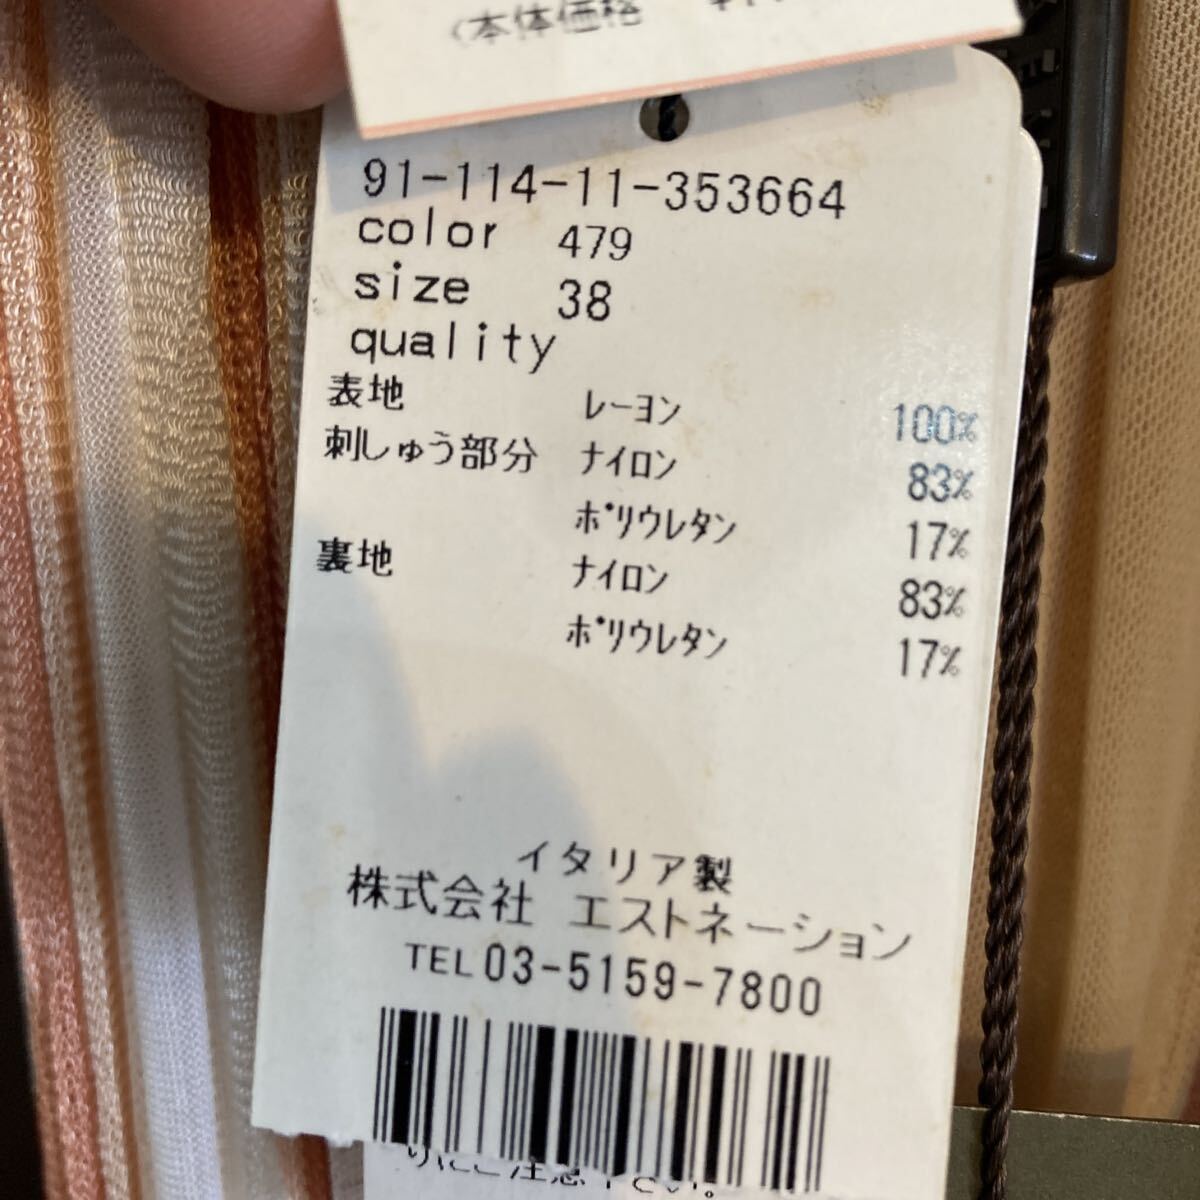 (本体価格
91-114-11-353664
color 479
size 38
quality
表地 レーヨン 100%
刺しゅう部分 ナイロン 83%
ポリウレタン 17%
裏地 ナイロン 83%
ポリウレタン 17%
イタリア製
株式会社 エストネーション
TEL 03-5159-7800